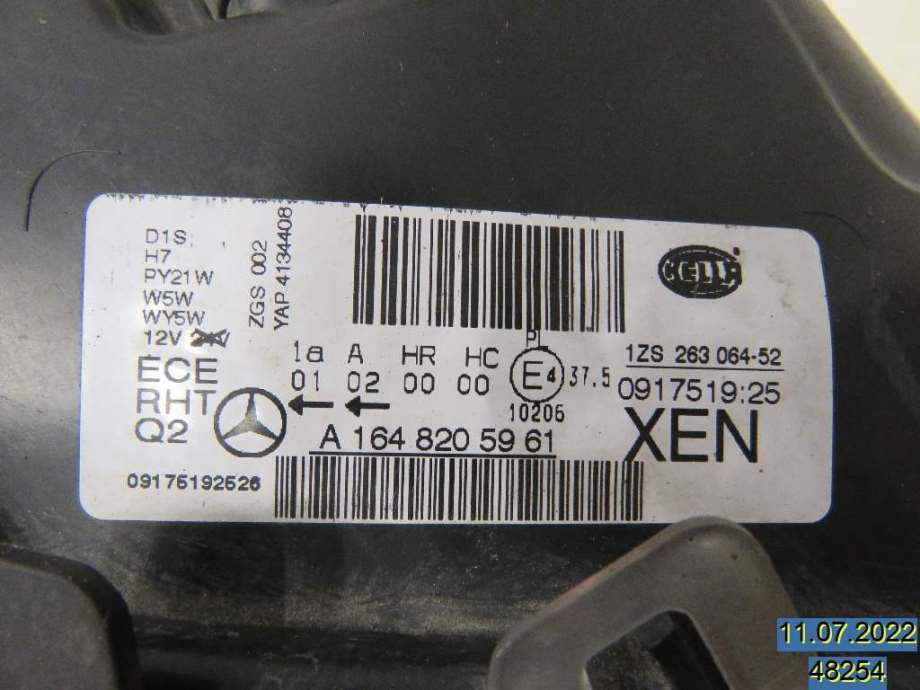 D1S
H7
PY21W
W5W
WY5W
12V
ZGS 002
YAP 4134408
HELLA
®
1a A HR HC PL
01 02 00 00 E4 37.5
10206
ECE
RHT
Q2
1ZS 263 064-52
0917519:25
XEN
A 164 820 59 61
09175192526
11.07.2022
48254